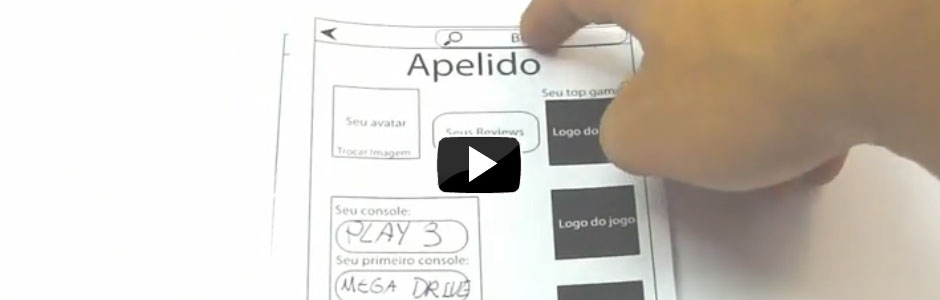 Apelido
Seu avatar
Trocar Imagem
Seus Reviews
Seu top
Logo do
Logo do jogo
Seu console:
PLAY 3
Seu primeiro console:
MEGA DRIVE